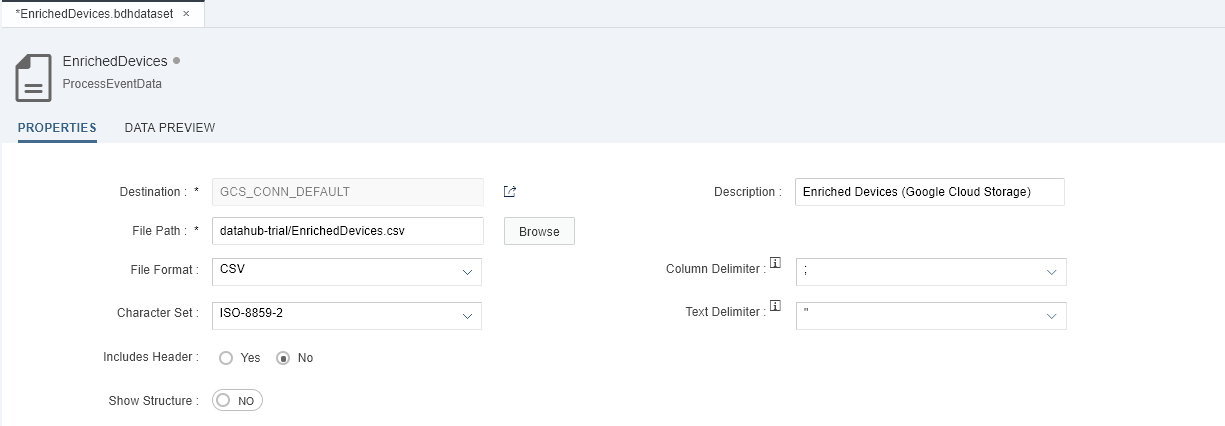 *EnrichedDevices.bdhdataset ×
EnrichedDevices
ProcessEventData
PROPERTIES DATA PREVIEW
Destination : * GCS_CONN_DEFAULT Description : Enriched Devices (Google Cloud Storage)
File Path : * datahub-trial/EnrichedDevices.csv Browse
File Format : CSV Column Delimiter : i ;
Character Set : ISO-8859-2 Text Delimiter : i "
Includes Header : Yes No
Show Structure : NO